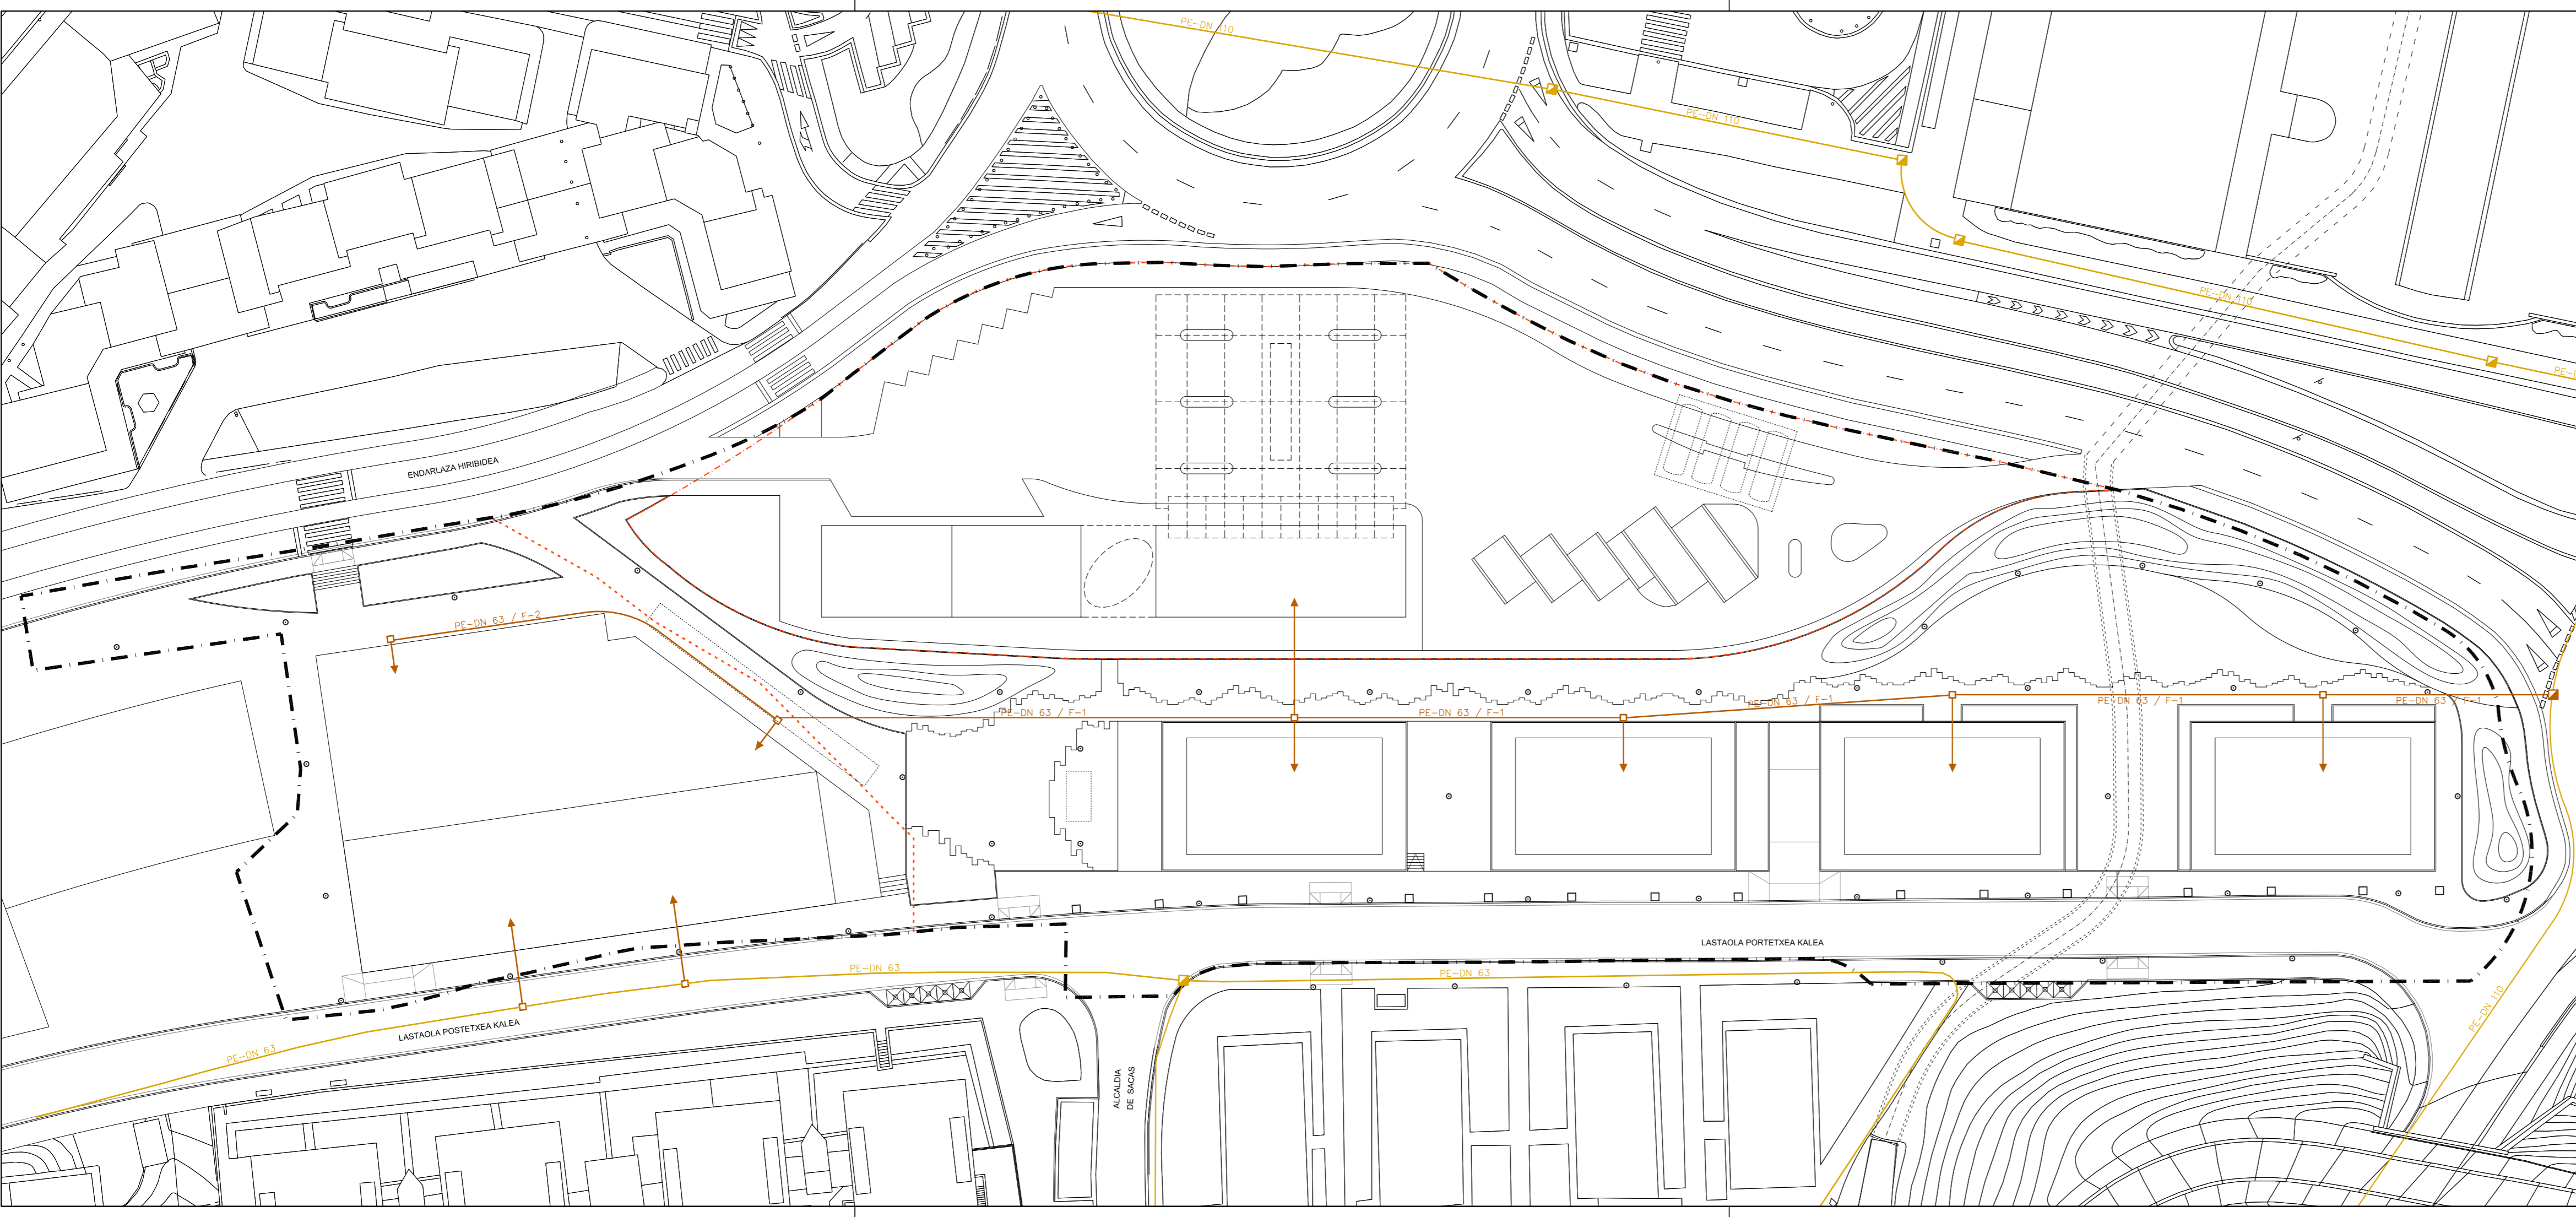 PE-DN 110
PE-DN 110
PE-DN 110
PE-D
ENDARLAZA HIRIBIDEA
PE-DN 63 / F-2
PE-DN 63 / F-1
PE-DN 63 / F-1
PE-DN 63 / F-1
PE-DN 63 / F-1
PE-DN 63 / F-1
LASTAOLA PORTETXEA KALEA
PE-DN 63
PE-DN 63
PE-DN 110
LASTAOLA POSTETXEA KALEA
PE-DN 63
ALCALDIA
DE SACAS